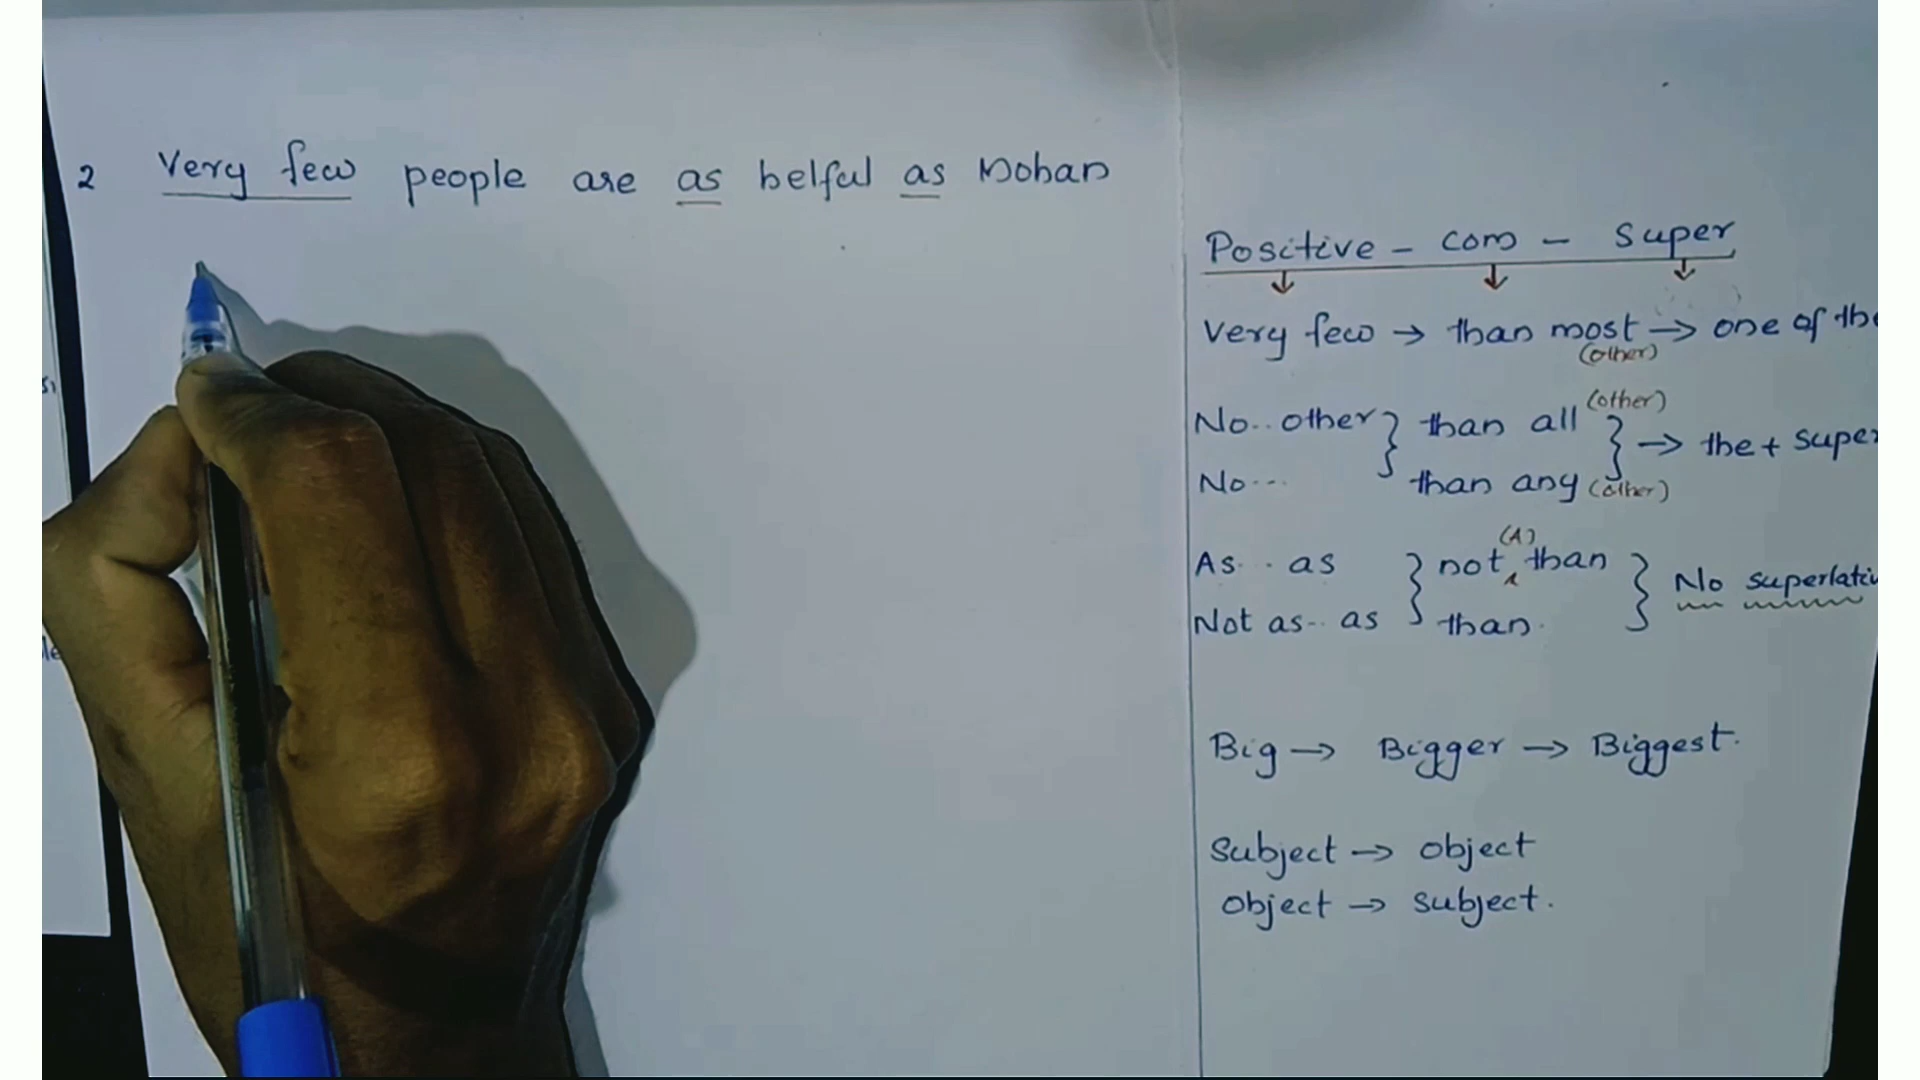 2 Very few people are as helful as Mohan
Positive - com - super
Very few → than most → one of the
(other)
(other)
No.. other } than all } → the + super
No... than any (other)
(A)
As.. as } not ^ than } No superlati
Not as.. as than.
Big → Bigger → Biggest.
Subject → object
object → subject.